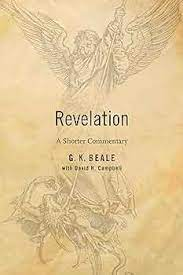 Revelation
A Shorter Commentary
G. K. BEALE
with David H. Campbell